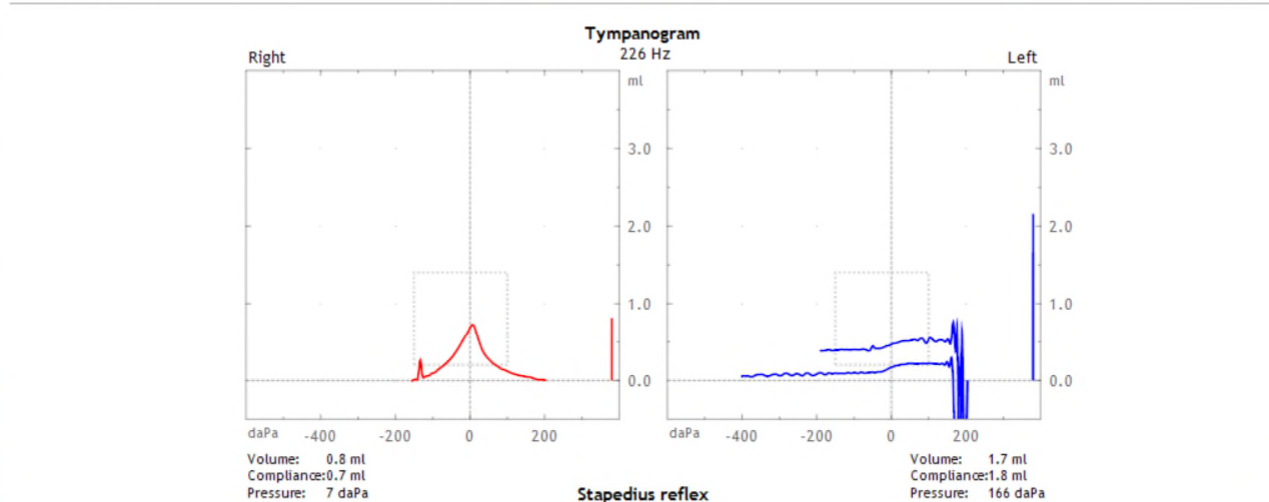 Tympanogram
226 Hz
Right
Left
ml
3.0
2.0
1.0
0.0
daPa -400 -200 0 200
Volume: 0.8 ml
Compliance:0.7 ml
Pressure: 7 daPa
ml
3.0
2.0
1.0
0.0
daPa -400 -200 0 200
Volume: 1.7 ml
Compliance:1.8 ml
Pressure: 166 daPa
Stapedius reflex